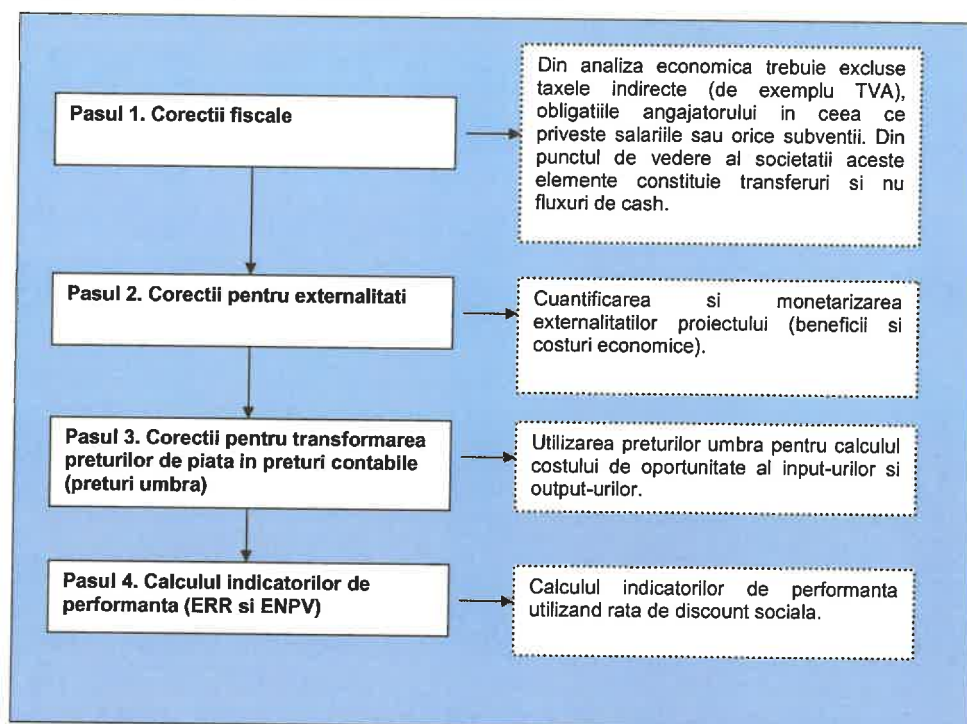 Pasul 1. Corectii fiscale
Din analiza economica trebuie excluse
taxele indirecte (de exemplu TVA),
obligatiile angajatorului in ceea ce
priveste salariile sau orice subventii. Din
punctul de vedere al societatii aceste
elemente constituie transferuri si nu
fluxuri de cash.
Pasul 2. Corectii pentru externalitati
Cuantificarea si monetarizarea
externalitatilor proiectului (beneficii si
costuri economice).
Pasul 3. Corectii pentru transformarea
preturilor de piata in preturi contabile
(preturi umbra)
Utilizarea preturilor umbra pentru calculul
costului de oportunitate al input-urilor si
output-urilor.
Pasul 4. Calculul indicatorilor de
performanta (ERR si ENPV)
Calculul indicatorilor de performanta
utilizand rata de discount sociala.